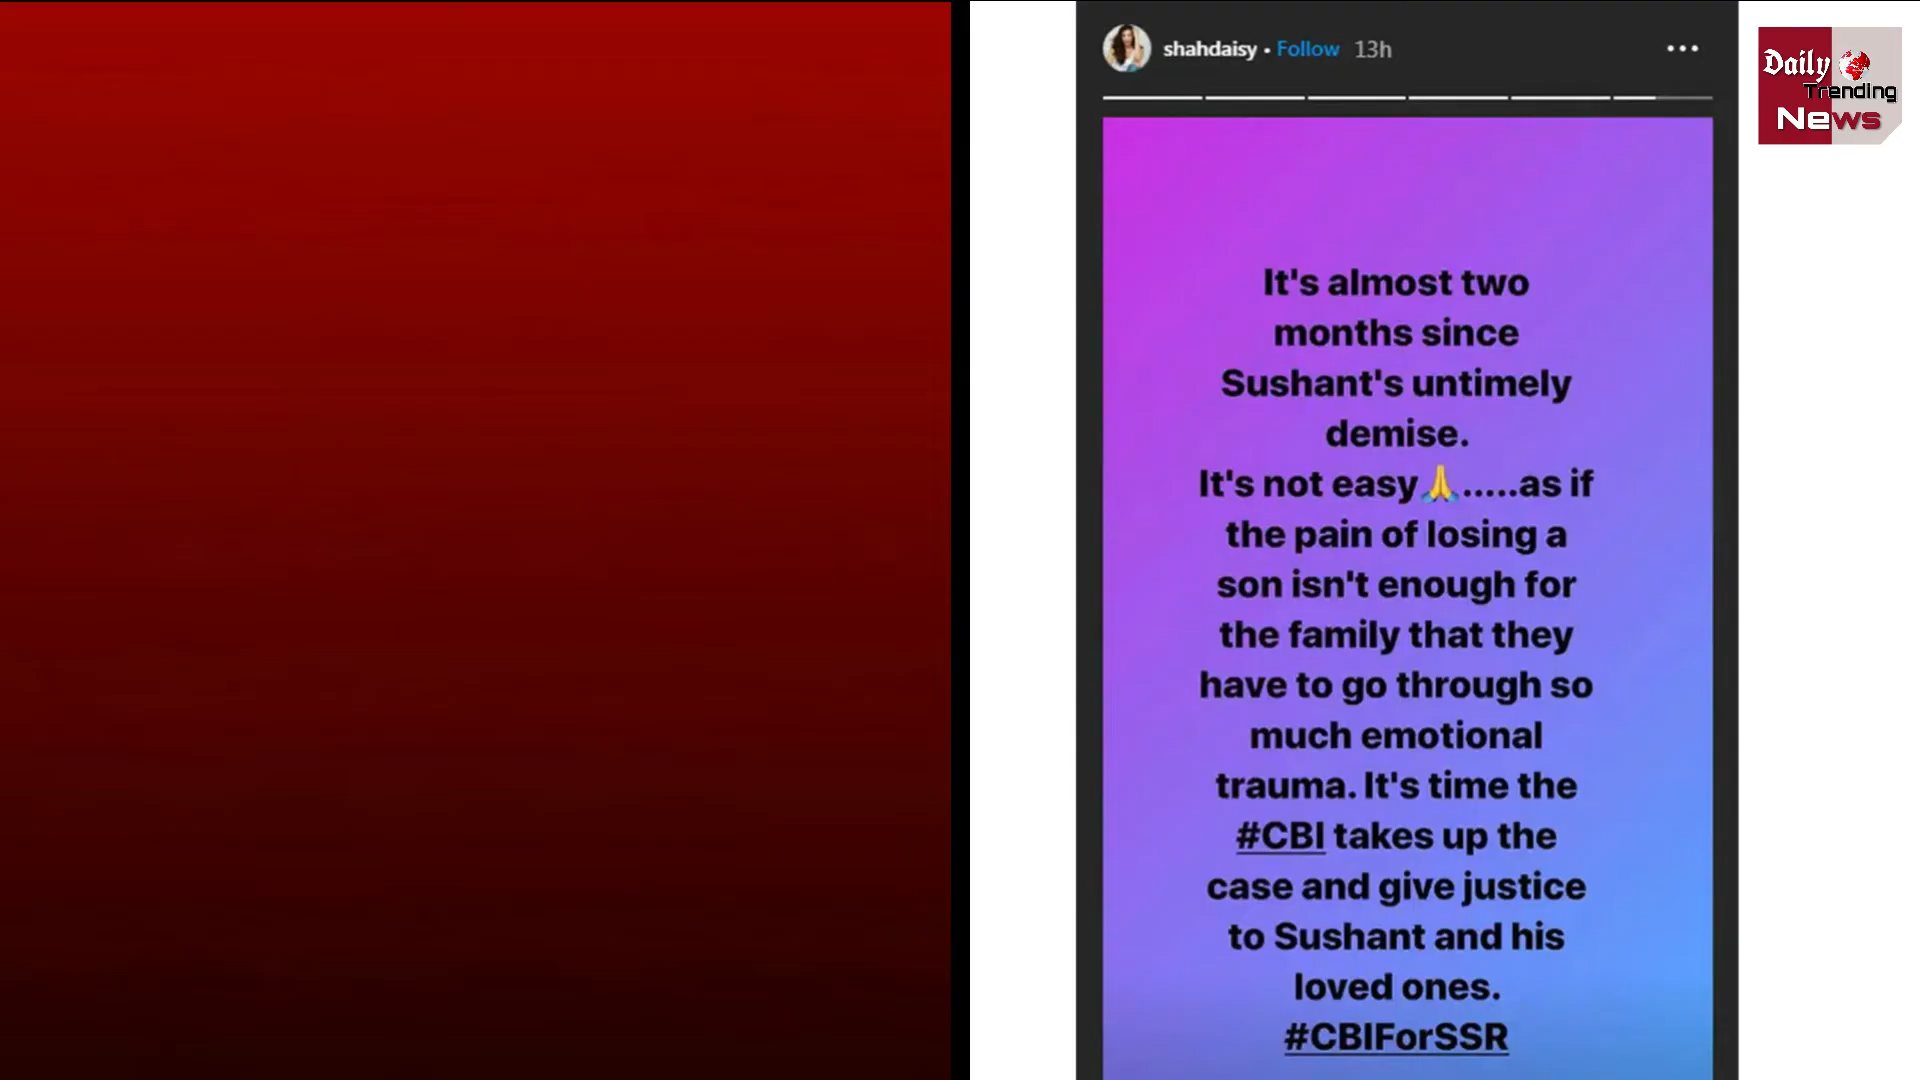 shahdaisy • Follow 13h
Daily
Trending
News
It's almost two
months since
Sushant's untimely
demise.
It's not easy🙏.....as if
the pain of losing a
son isn't enough for
the family that they
have to go through so
much emotional
trauma. It's time the
#CBI takes up the
case and give justice
to Sushant and his
loved ones.
#CBIForSSR